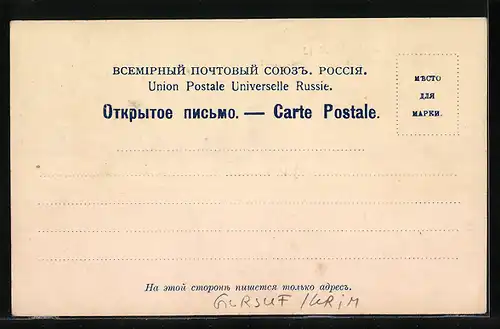 ВСЕМІРНЫЙ ПОЧТОВЫЙ СОЮЗЪ. РОССІЯ.
Union Postale Universelle Russie.
Открытое письмо. — Carte Postale.
МѢСТО
ДЛЯ
МАРКИ.
На этой сторонѣ пишется только адресъ.
GURSUF / KRIM